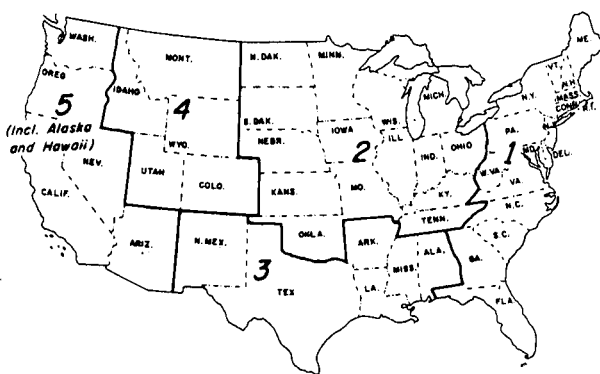 WASH.
MONT.
N. DAK.
MINN.
ME.
VT.
N.H.
MASS.
CONN.
R.I.
N.Y.
MICH.
WIS.
OREG
IDAHO
5
(Incl. Alaska
and Hawaii)
4
WYO.
S. DAK.
NEBR.
IOWA
2
ILL
IND.
OHIO
PA.
1
MD.
DEL.
W.VA.
VA.
NEV.
UTAH
COLO.
KANS.
MO.
KY.
CALIF.
TENN.
N.C.
ARIZ.
N. MEX.
OKLA.
ARK.
S.C.
3
TEX
MISS.
ALA.
GA.
LA.
FLA.